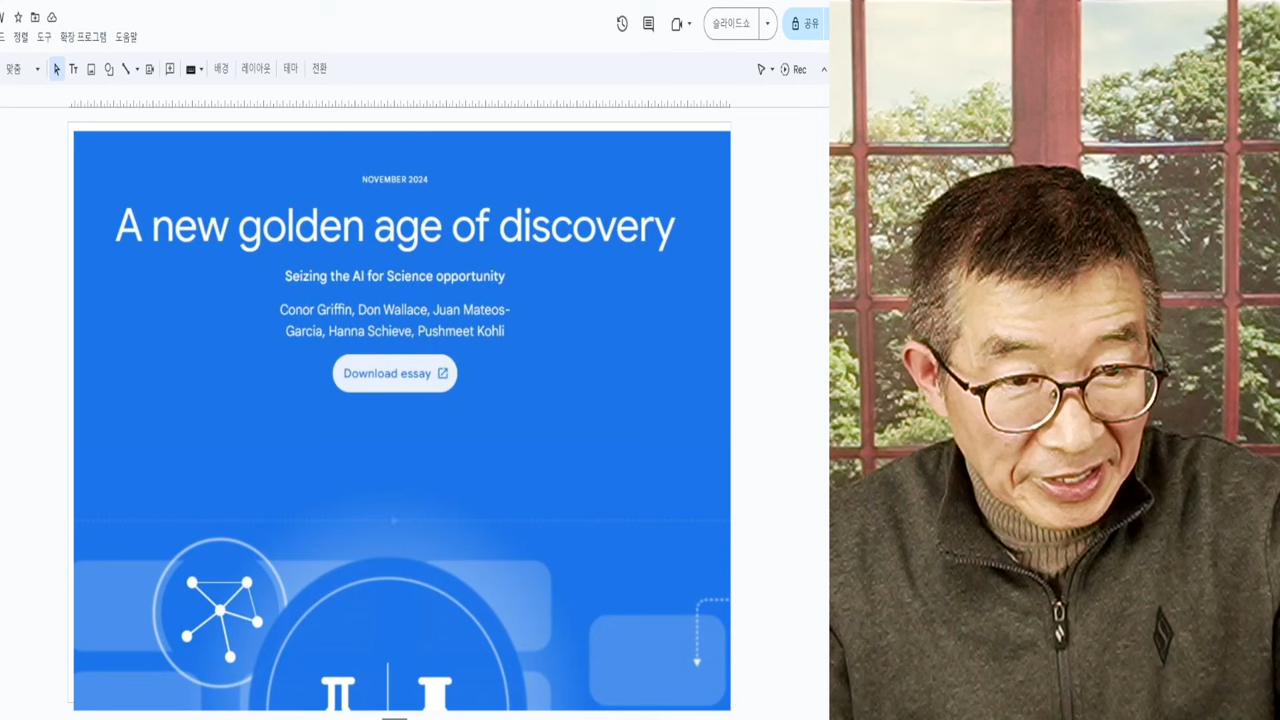 정렬 도구 확장 프로그램 도움말
슬라이드쇼
공유
맞춤
배경 레이아웃 테마 전환
Rec
NOVEMBER 2024
A new golden age of discovery
Seizing the AI for Science opportunity
Conor Griffin, Don Wallace, Juan Mateos-
Garcia, Hanna Schieve, Pushmeet Kohli
Download essay